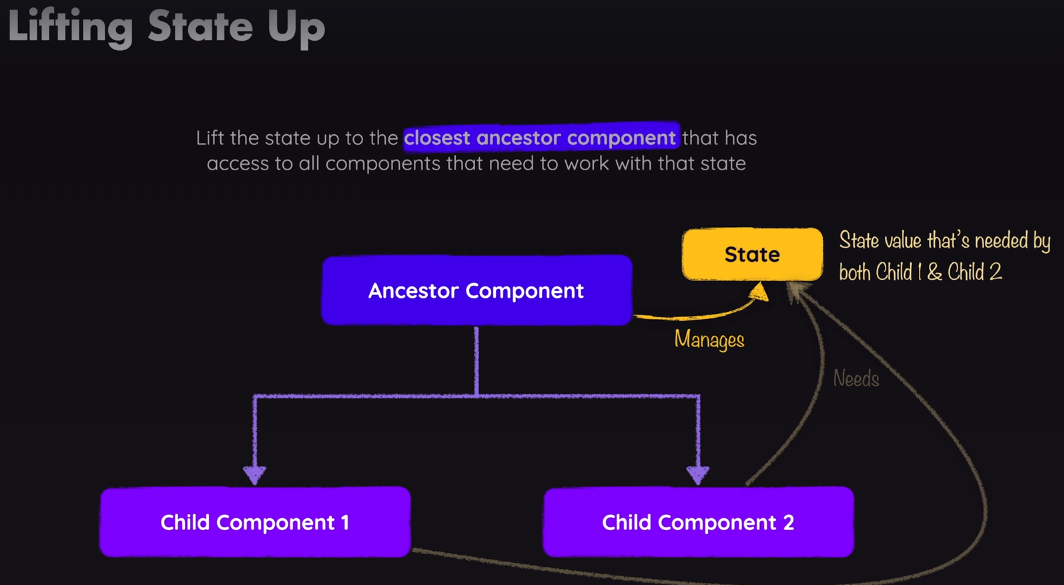 Lifting State Up
Lift the state up to the closest ancestor component that has
access to all components that need to work with that state
State
State value that's needed by
both Child 1 & Child 2
Ancestor Component
Manages
Needs
Child Component 1
Child Component 2